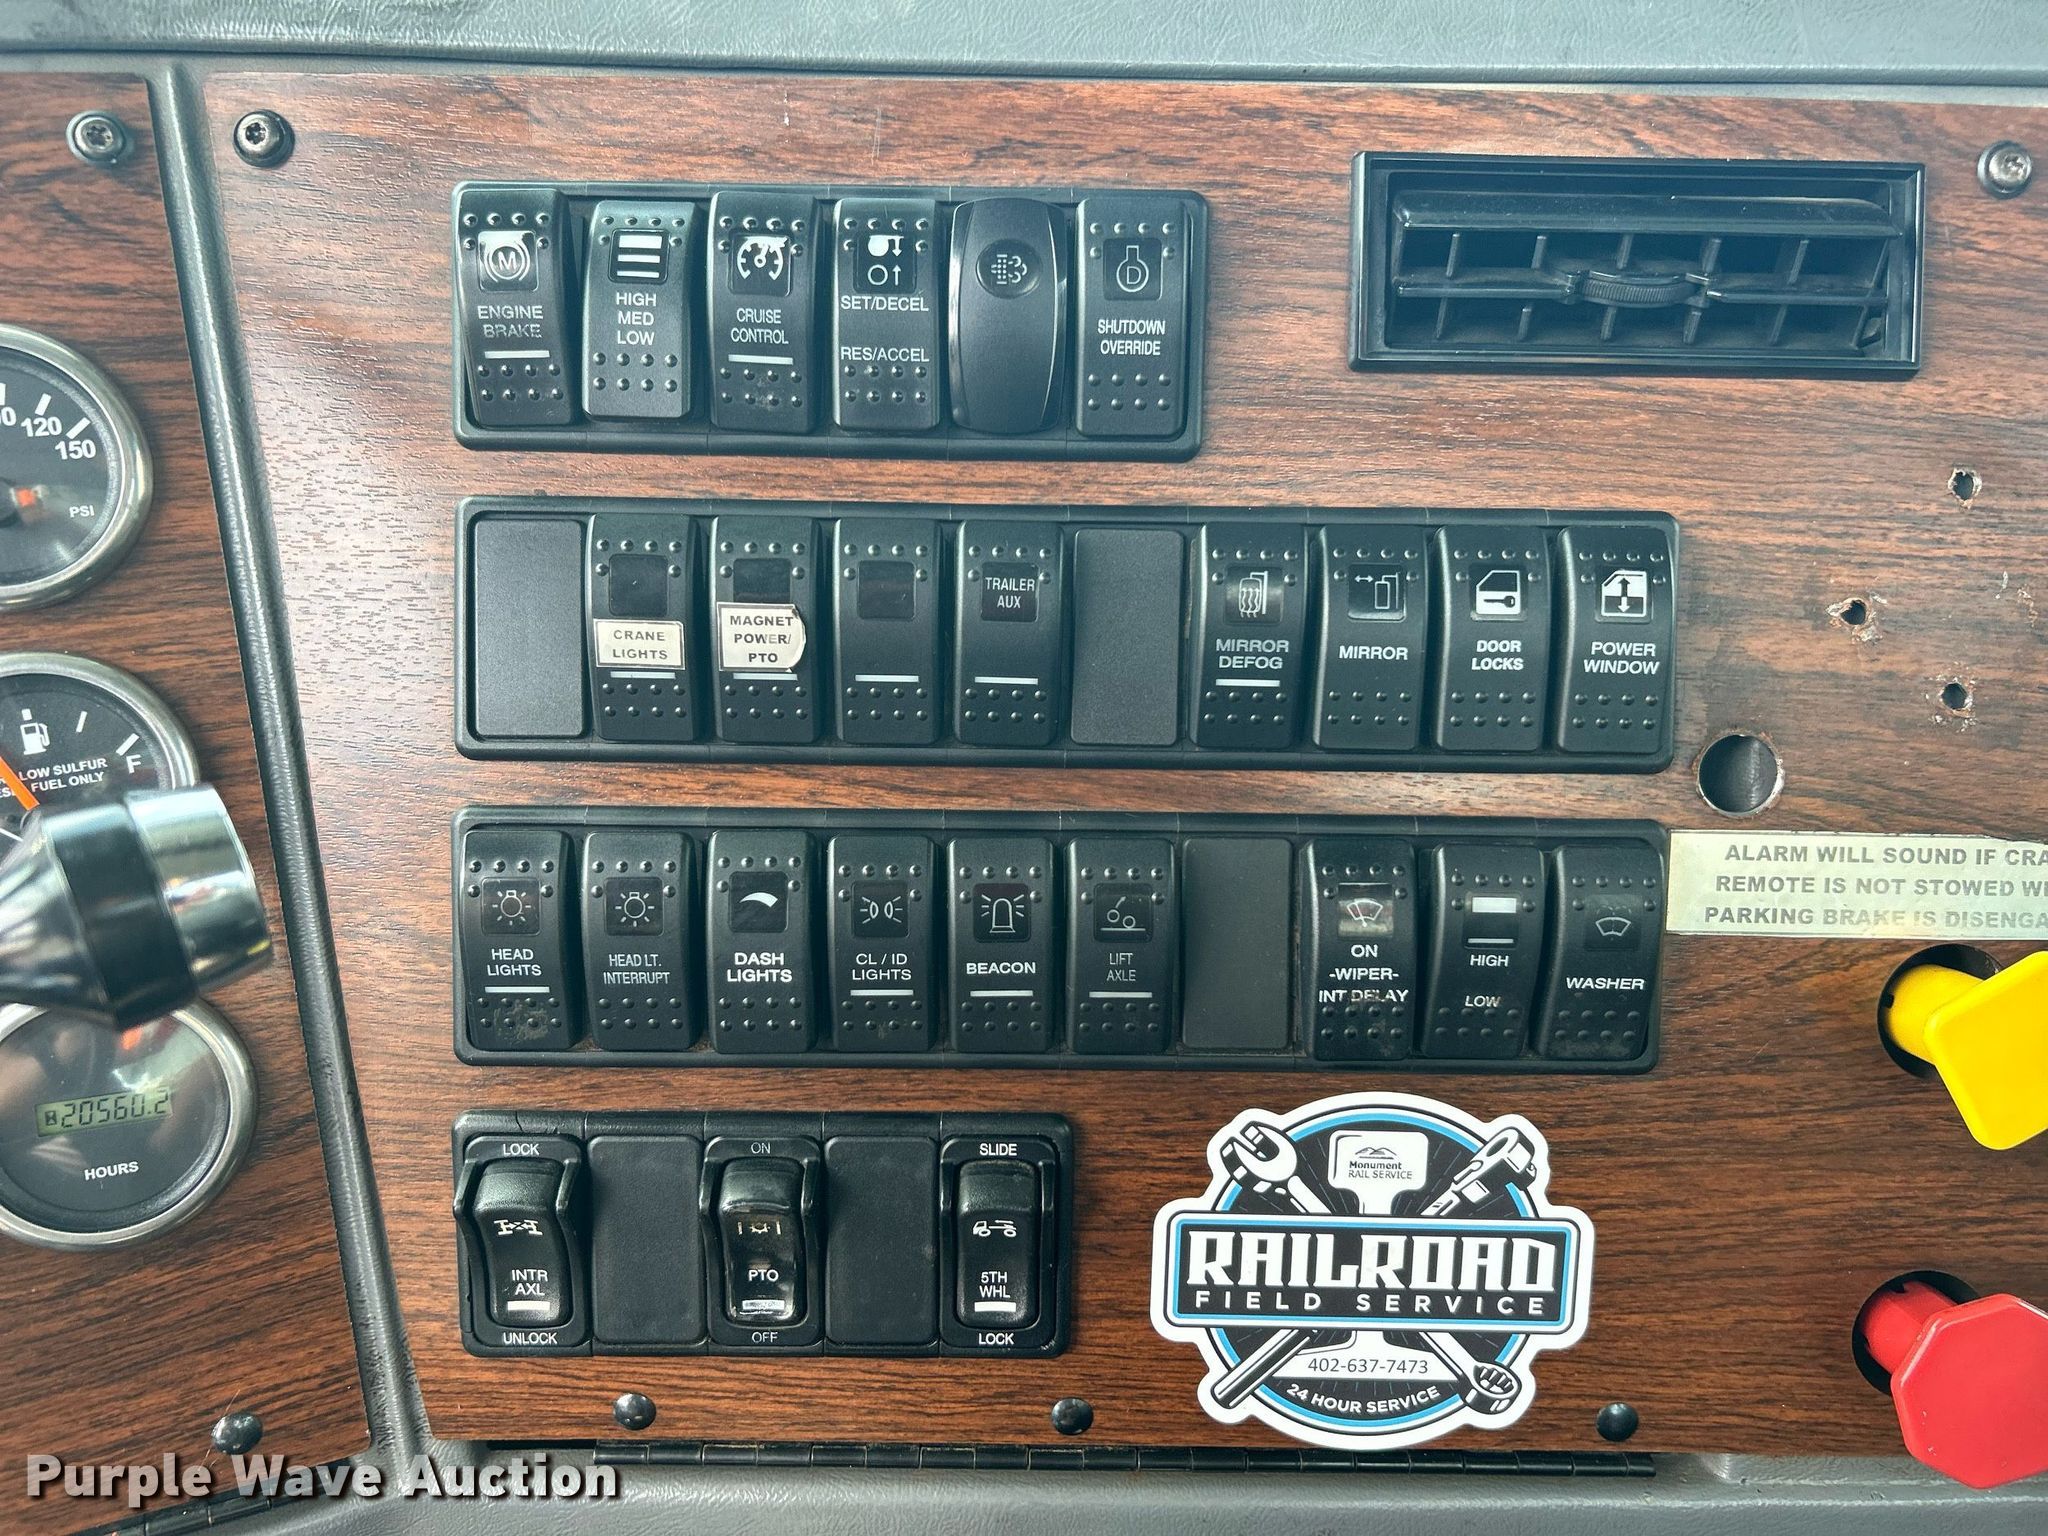 M
ENGINE
BRAKE
HIGH
MED
LOW
CRUISE
CONTROL
SET/DECEL
RES/ACCEL
D
SHUTDOWN
OVERRIDE
120
150
PSI
CRANE
LIGHTS
MAGNET
POWER/
PTO
TRAILER
AUX
MIRROR
DEFOG
MIRROR
DOOR
LOCKS
POWER
WINDOW
F
LOW SULFUR
FUEL ONLY
HEAD
LIGHTS
HEAD LT.
INTERRUPT
DASH
LIGHTS
CL / ID
LIGHTS
BEACON
LIFT
AXLE
ON
-WIPER-
INT DELAY
HIGH
LOW
WASHER
ALARM WILL SOUND IF CRA
REMOTE IS NOT STOWED W
PARKING BRAKE IS DISENGA
20560.2
HOURS
LOCK
INTR
AXL
UNLOCK
ON
PTO
OFF
SLIDE
5TH
WHL
LOCK
Monument
RAIL SERVICE
RAILROAD
FIELD SERVICE
402-637-7473
24 HOUR SERVICE
Purple Wave Auction